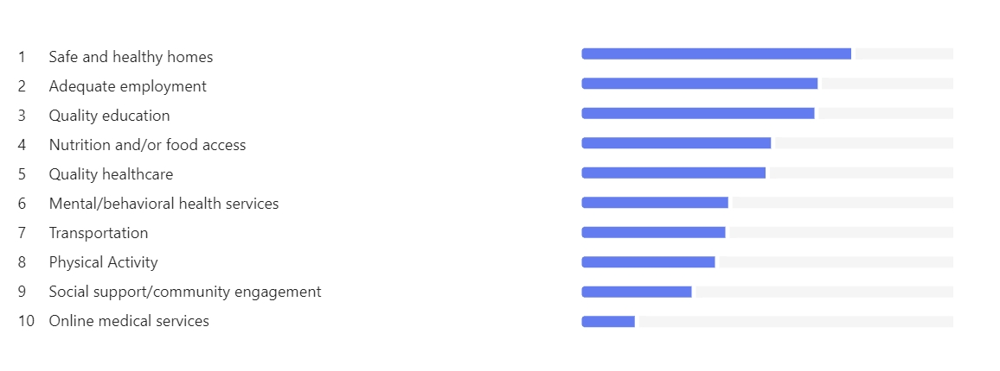 1 Safe and healthy homes
2 Adequate employment
3 Quality education
4 Nutrition and/or food access
5 Quality healthcare
6 Mental/behavioral health services
7 Transportation
8 Physical Activity
9 Social support/community engagement
10 Online medical services